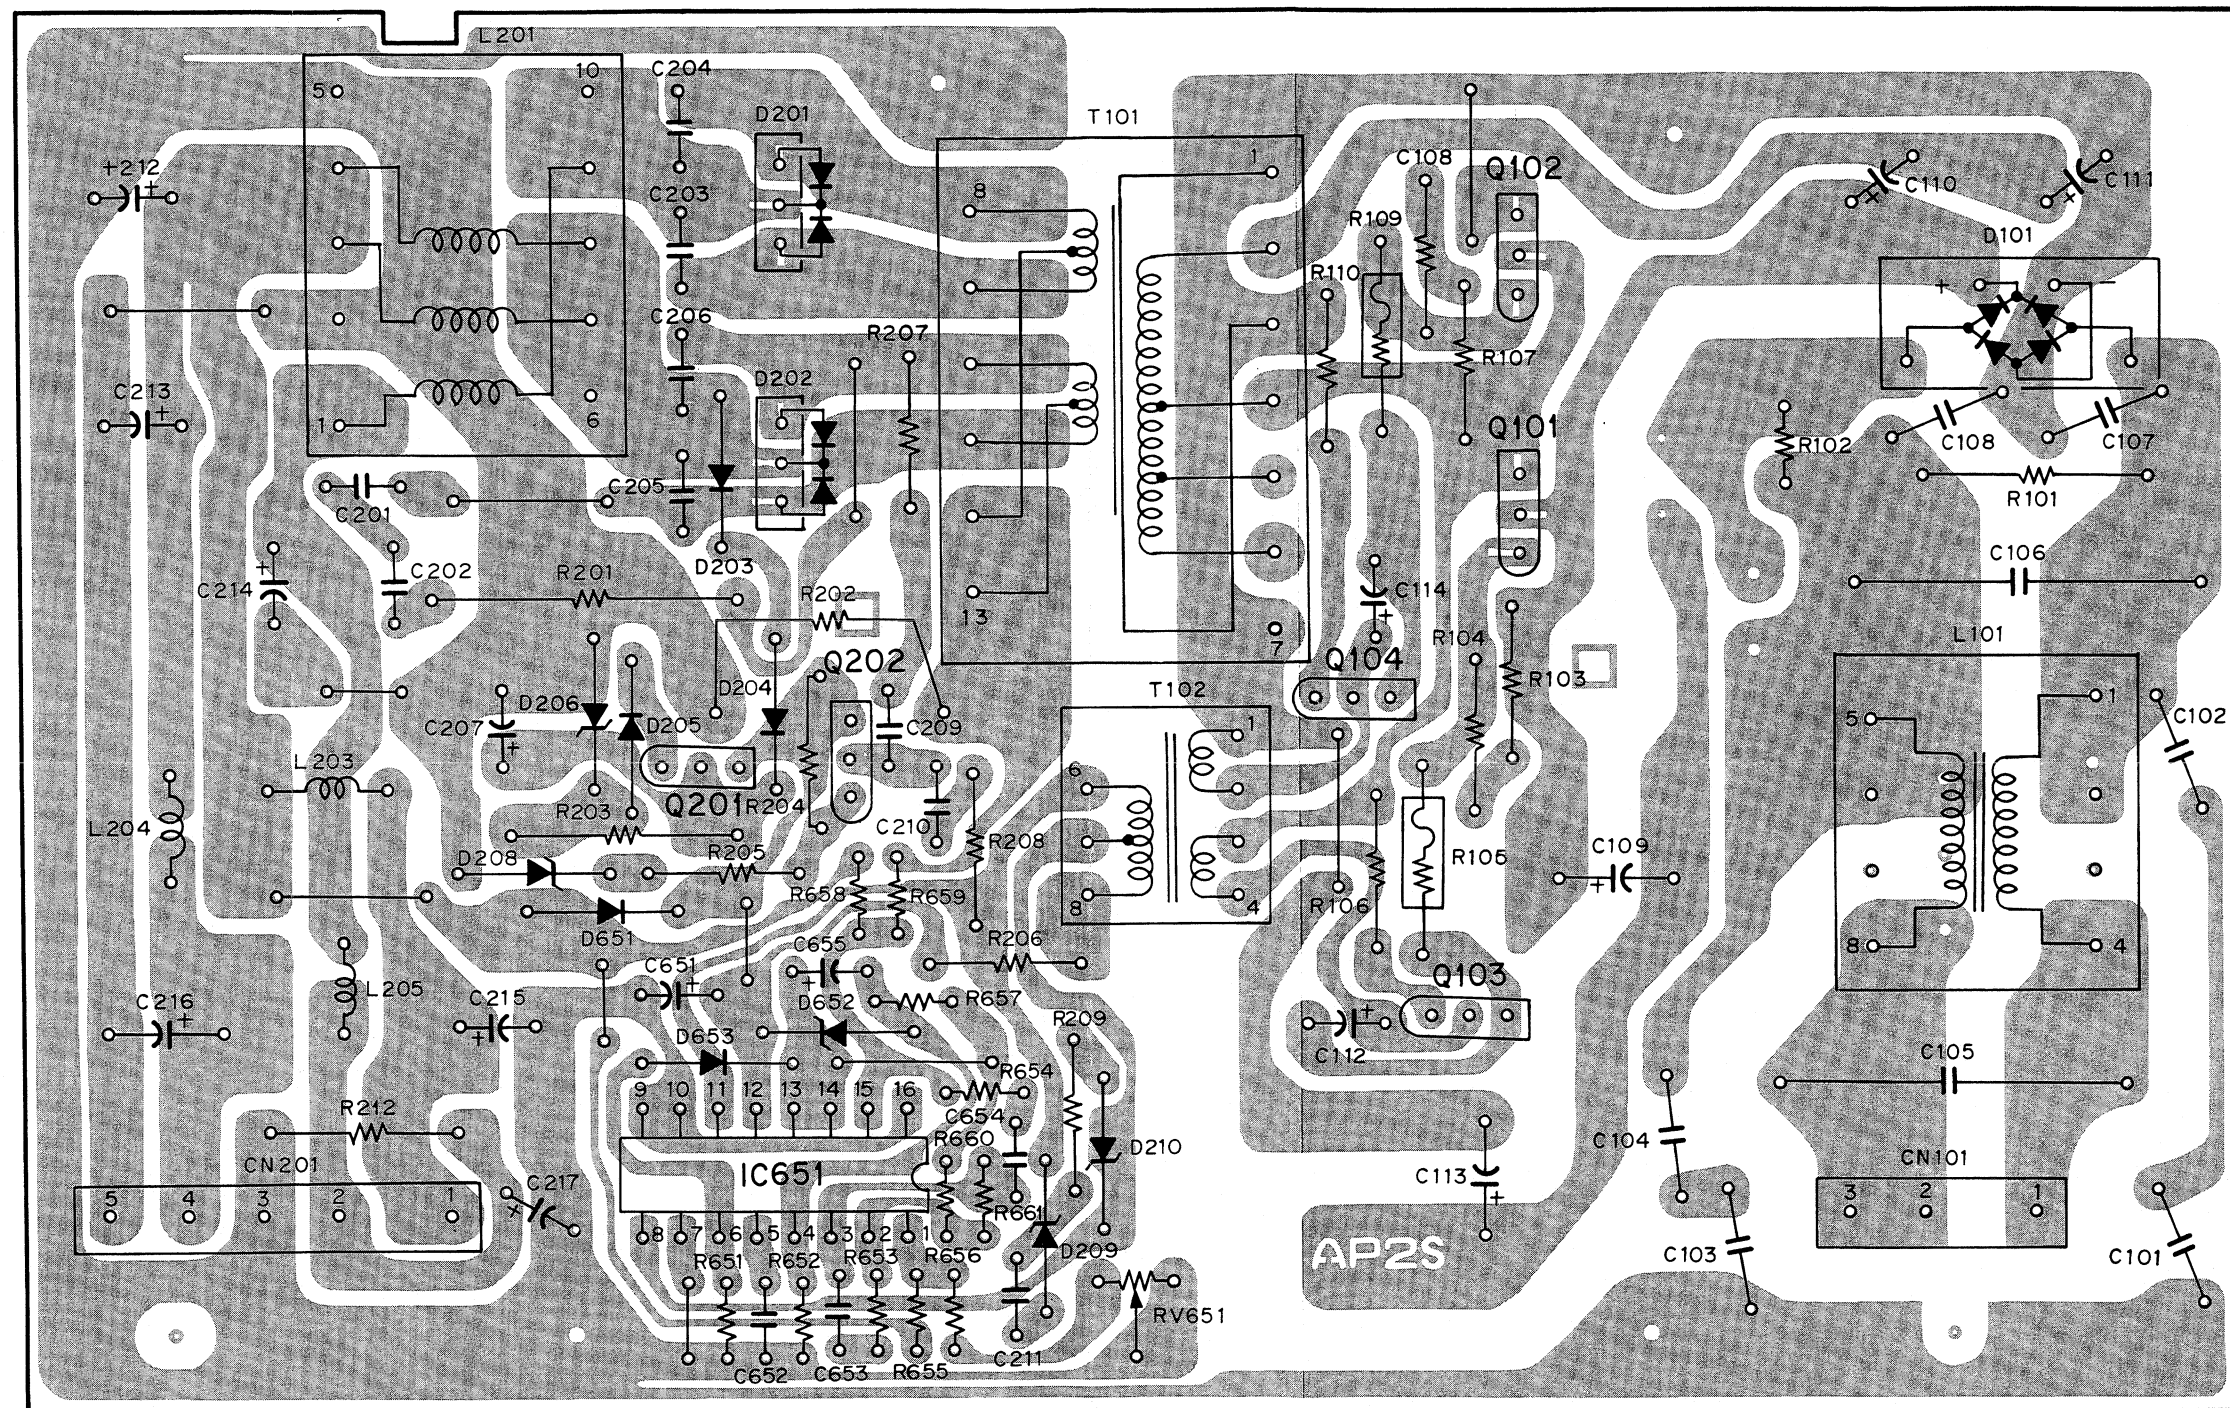 L201
5
10
C204
D201
T101
+212
+
C203
8
1
C108
Q102
C110
+
C111
+
R109
D101
R110
+
−
C206
R207
R107
C213
+
D202
1
6
Q101
C108
C107
R102
C205
R101
C201
D203
C106
C214
+
C202
R201
R202
C114
+
13
7
L101
R104
Q202
Q104
R103
D204
T102
D206
D205
C207
+
C209
1
5
1
C102
L203
6
Q201
R204
R203
L204
C210
R208
D208
R205
R105
C109
+
R658
R659
8
4
R106
D651
8
4
C655
+
R206
C651
+
Q103
L205
C216
+
C215
+
D652
R657
R209
C112
+
D653
C105
R654
9
10
11
12
13
14
15
16
C654
R212
R660
D210
C104
CN201
IC651
CN101
C217
+
C113
+
5
4
3
2
1
3
2
1
R661
8
7
6
5
4
3
2
1
R651
R652
R653
R656
D209
AP2S
C103
C101
RV651
C652
C653
R655
C211